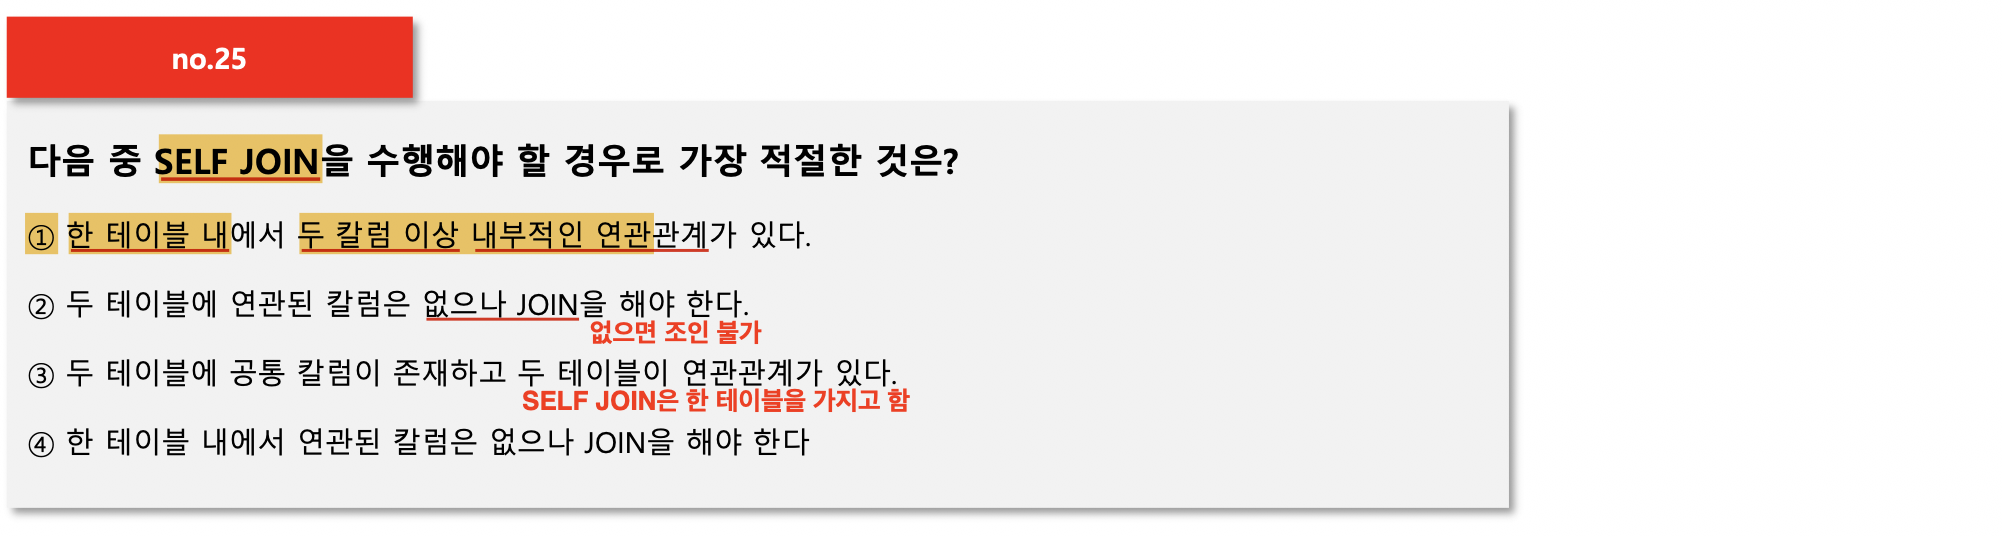 no.25
다음 중 SELF JOIN을 수행해야 할 경우로 가장 적절한 것은?
① 한 테이블 내에서 두 칼럼 이상 내부적인 연관관계가 있다.
② 두 테이블에 연관된 칼럼은 없으나 JOIN을 해야 한다.
없으면 조인 불가
③ 두 테이블에 공통 칼럼이 존재하고 두 테이블이 연관관계가 있다.
SELF JOIN은 한 테이블을 가지고 함
④ 한 테이블 내에서 연관된 칼럼은 없으나 JOIN을 해야 한다